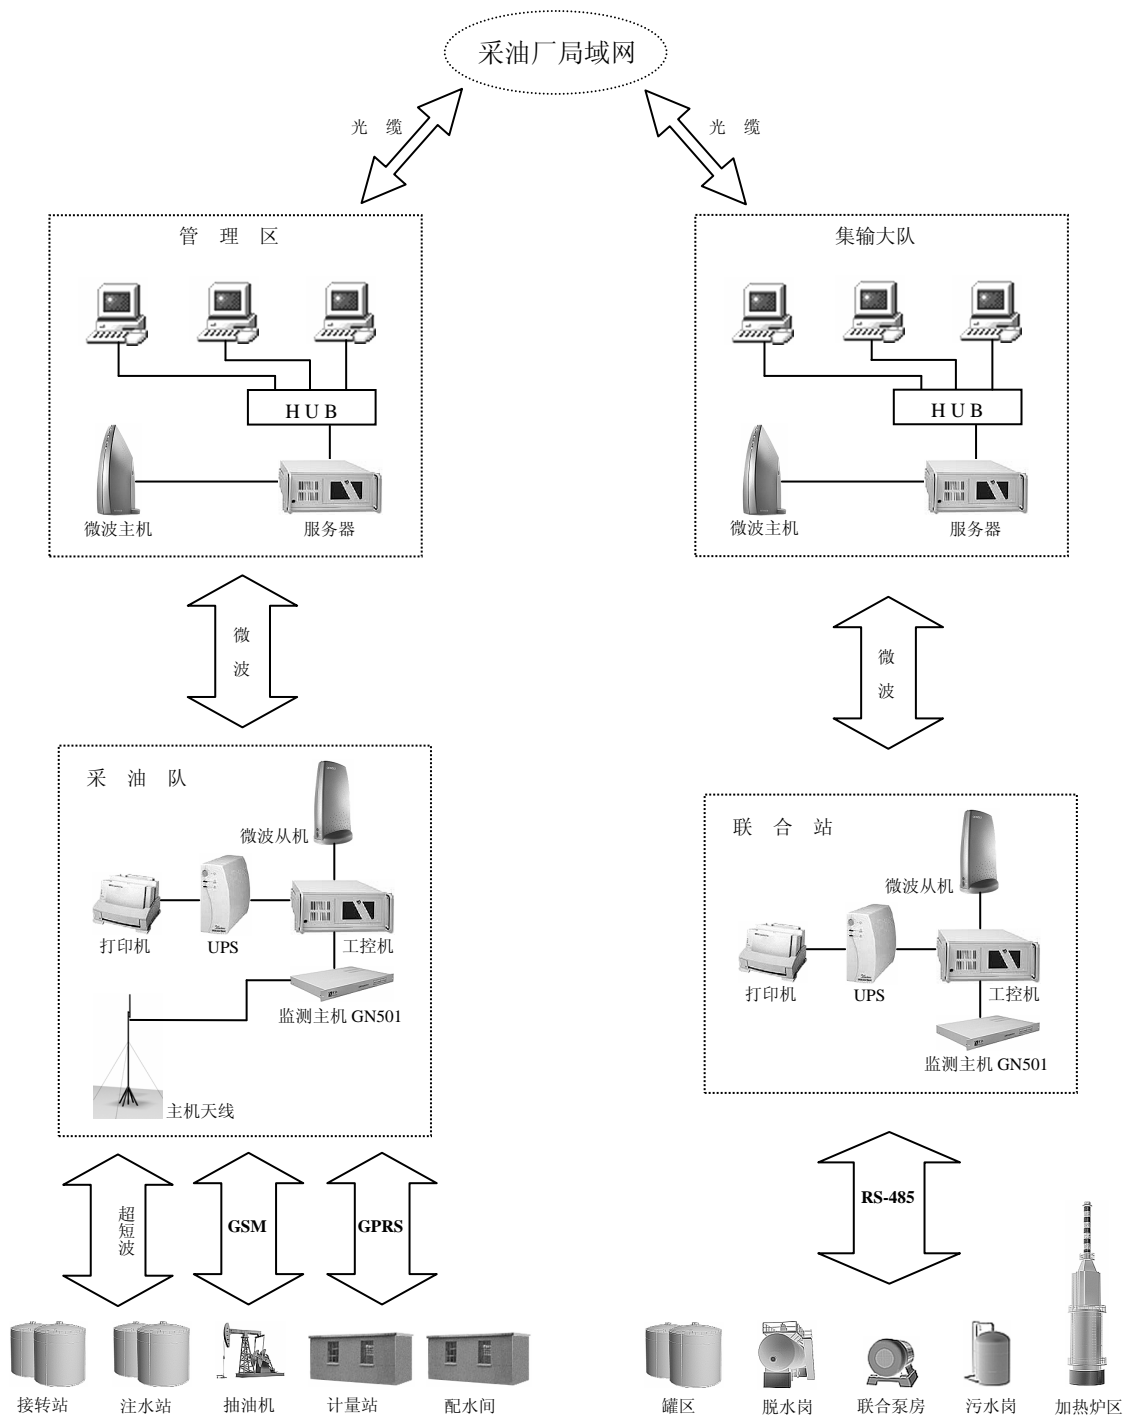 采油厂局域网
光 缆
光 缆
管 理 区
HUB
微波主机
服务器
集输大队
HUB
微波主机
服务器
微
波
微
波
采 油 队
微波从机
打印机
UPS
工控机
监测主机 GN501
主机天线
联 合 站
微波从机
打印机
UPS
工控机
监测主机 GN501
超
短
波
GSM
GPRS
RS-485
接转站
注水站
抽油机
计量站
配水间
罐区
脱水岗
联合泵房
污水岗
加热炉区